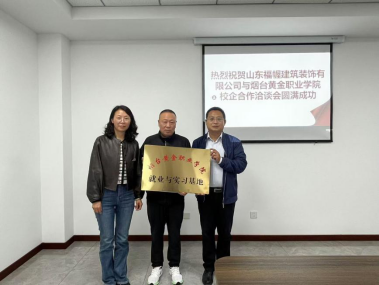 热烈祝贺山东福幄建筑装饰有
限公司与烟台黄金职业学院
校企合作洽谈会圆满成功
烟台黄金职业学院
就业与实习基地